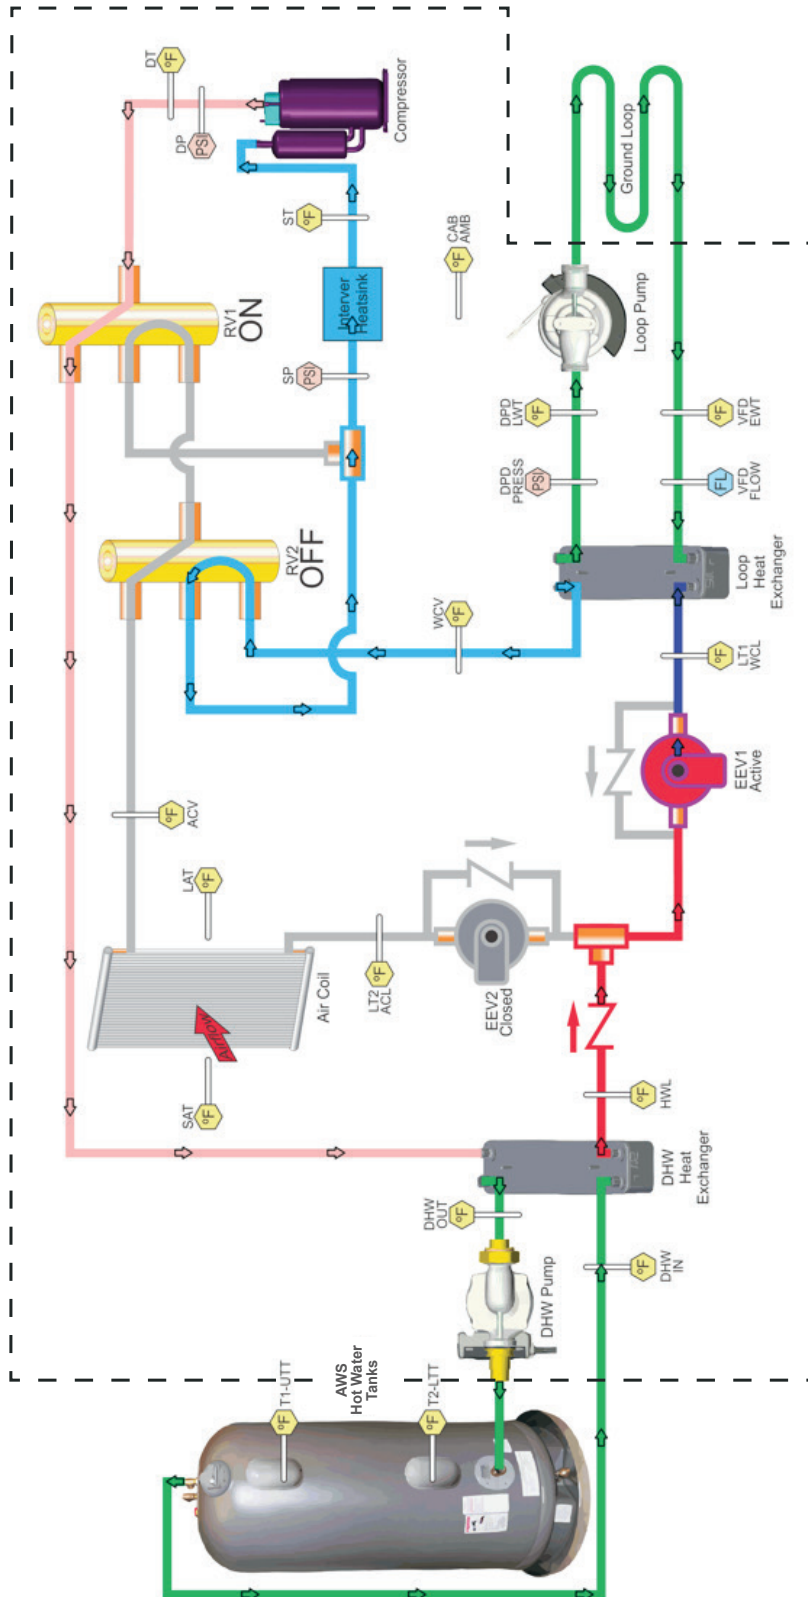 DT
°F
DP
PSI
Compressor
ST
°F
CAB
AMB
°F
Ground Loop
RV1
ON
Interver
Heatsink
Loop Pump
SP
PSI
DPD
LWT
°F
VFD
EWT
°F
DPD
PRESS
PSI
VFD
FLOW
FL
RV2
OFF
WCV
°F
Loop
Heat
Exchanger
LT1
WCL
°F
EEV1
Active
ACV
°F
LAT
°F
Air Coil
Airflow
LT2
ACL
°F
EEV2
Closed
SAT
°F
HWL
°F
DHW
Heat
Exchanger
DHW
OUT
°F
DHW
IN
°F
DHW Pump
AWS
Hot Water
Tanks
T1-UTT
°F
T2-LTT
°F